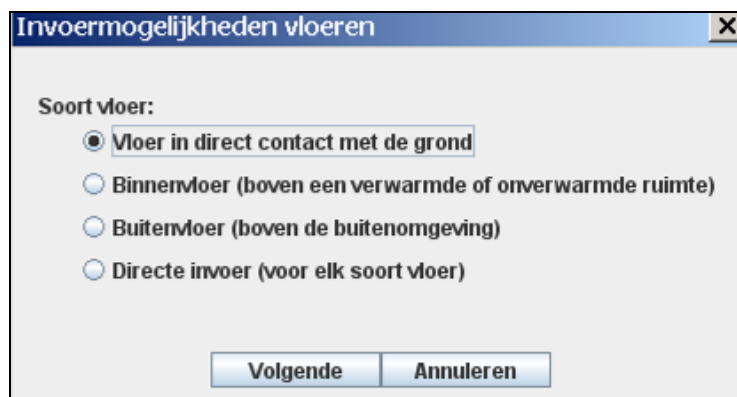 Invoermogelijkheden vloeren
Soort vloer:
Vloer in direct contact met de grond
Binnenvloer (boven een verwarmde of onverwarmde ruimte)
Buitenvloer (boven de buitenomgeving)
Directe invoer (voor elk soort vloer)
Volgende Annuleren